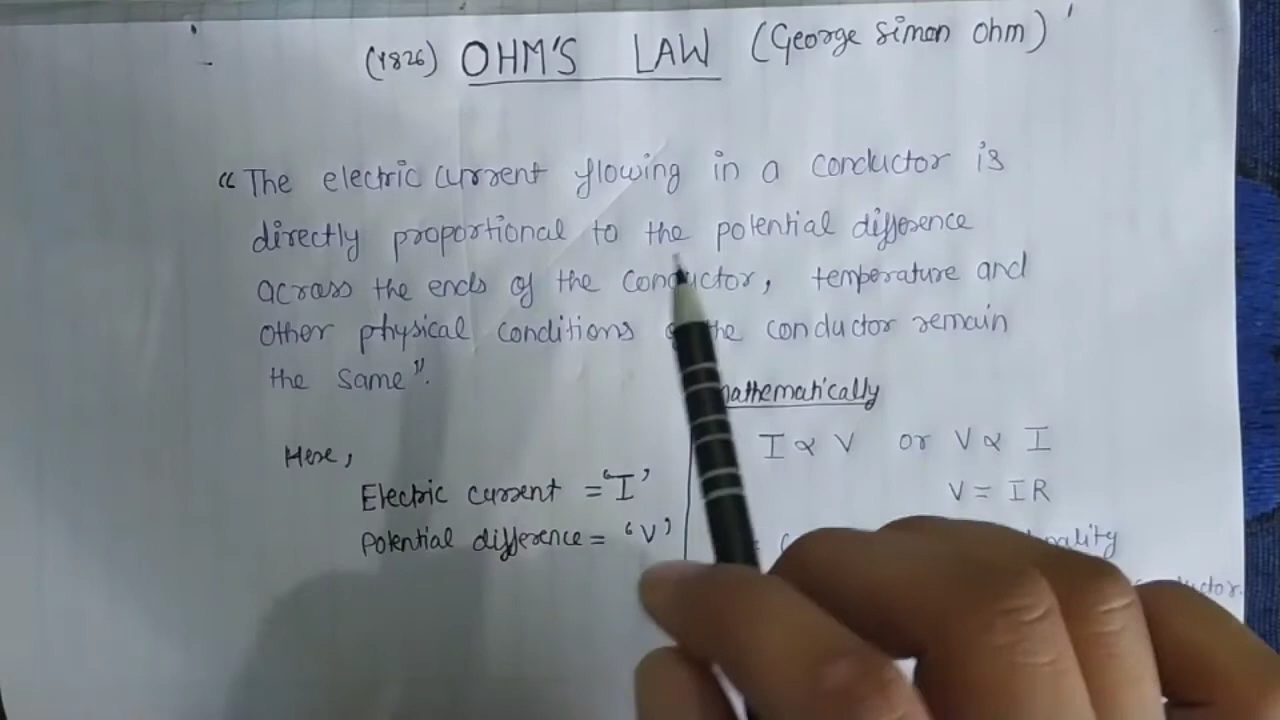 (1826) OHM'S LAW (George Simon Ohm)
"The electric current flowing in a conductor is
directly proportional to the potential difference
across the ends of the conductor, temperature and
other physical conditions the conductor remain
the same".
mathematically
I ∝ V or V ∝ I
V = IR
Here,
Electric current = 'I'
Potential difference = 'V'